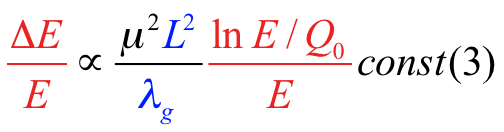 ΔE/E ∝ μ²L²/λ_g ln E / Q₀/E const(3)